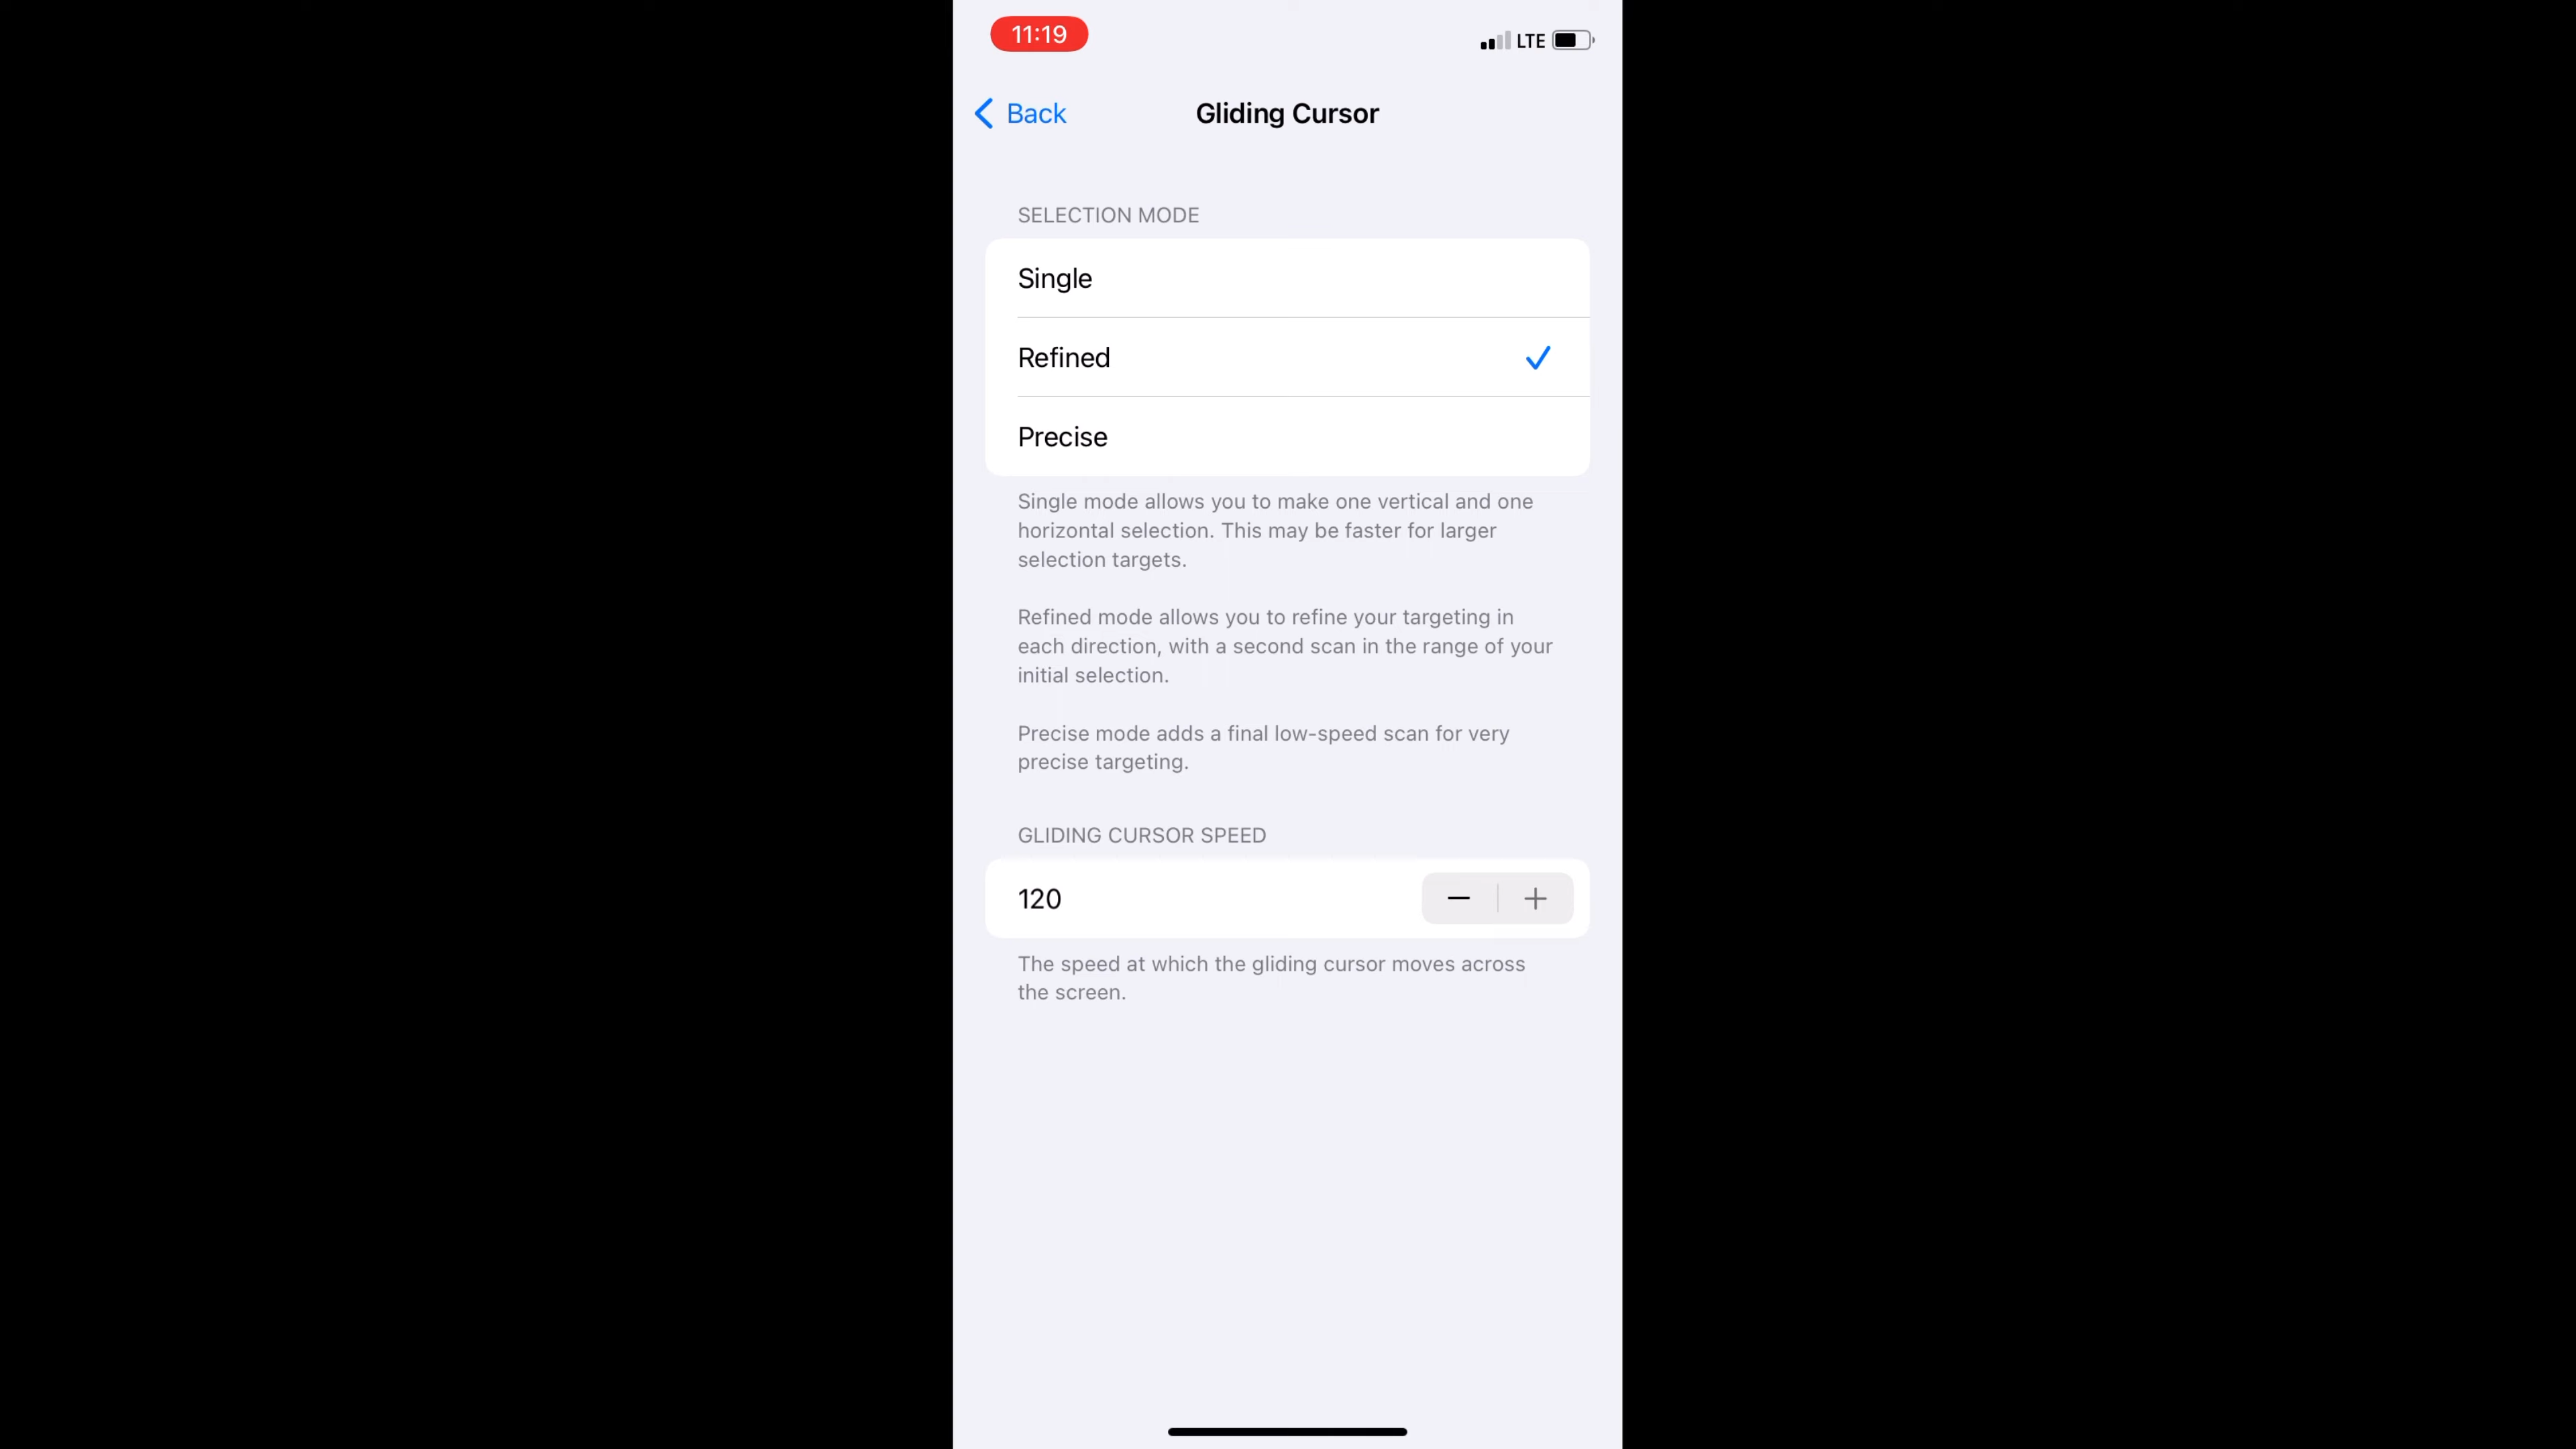 11:19
LTE
Back
Gliding Cursor
SELECTION MODE
Single
Refined
Precise
Single mode allows you to make one vertical and one
horizontal selection. This may be faster for larger
selection targets.
Refined mode allows you to refine your targeting in
each direction, with a second scan in the range of your
initial selection.
Precise mode adds a final low-speed scan for very
precise targeting.
GLIDING CURSOR SPEED
120
The speed at which the gliding cursor moves across
the screen.